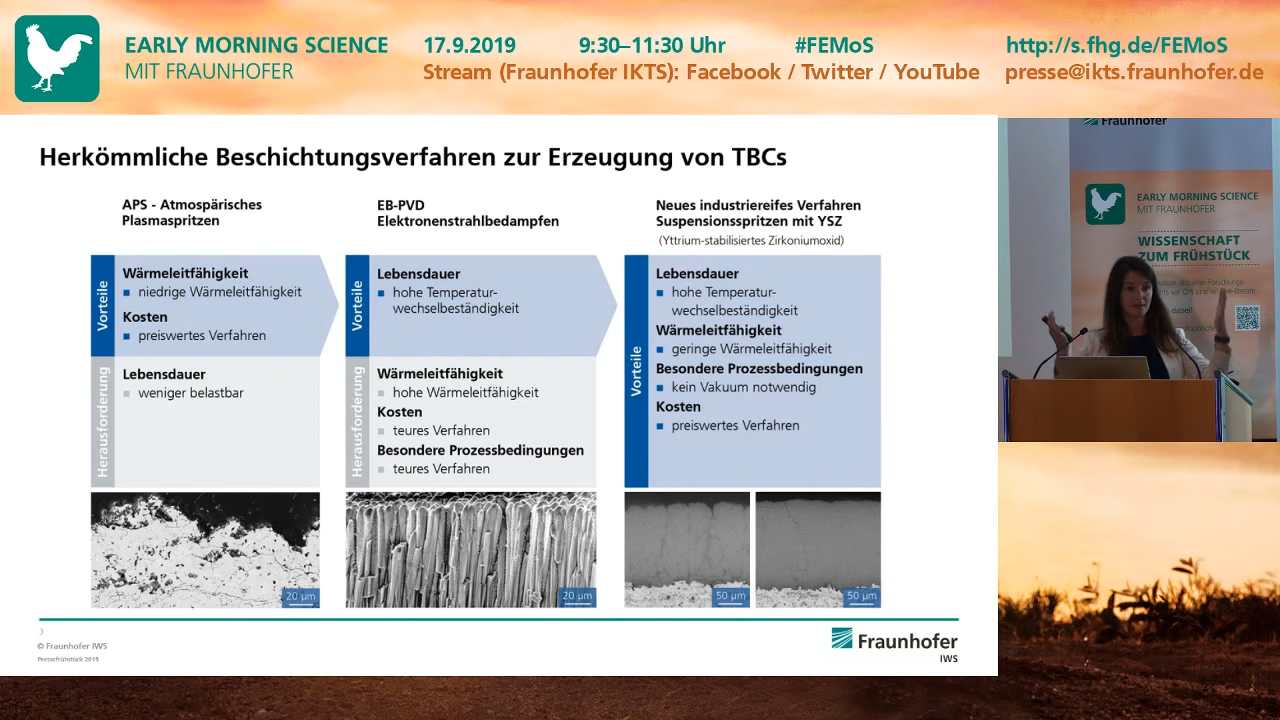 EARLY MORNING SCIENCE
MIT FRAUNHOFER
17.9.2019 9:30–11:30 Uhr #FEMoS http://s.fhg.de/FEMoS
Stream (Fraunhofer IKTS): Facebook / Twitter / YouTube presse@ikts.fraunhofer.de
Herkömmliche Beschichtungsverfahren zur Erzeugung von TBCs
APS - Atmospärisches
Plasmaspritzen
Vorteile
Wärmeleitfähigkeit
niedrige Wärmeleitfähigkeit
Kosten
preiswertes Verfahren
Herausforderung
Lebensdauer
weniger belastbar
20 µm
EB-PVD
Elektronenstrahlbedampfen
Vorteile
Lebensdauer
hohe Temperatur-
wechselbeständigkeit
Herausforderung
Wärmeleitfähigkeit
hohe Wärmeleitfähigkeit
Kosten
teures Verfahren
Besondere Prozessbedingungen
teures Verfahren
20 µm
Neues industriereifes Verfahren
Suspensionsspritzen mit YSZ
(Yttrium-stabilisiertes Zirkoniumoxid)
Vorteile
Lebensdauer
hohe Temperatur-
wechselbeständigkeit
Wärmeleitfähigkeit
geringe Wärmeleitfähigkeit
Besondere Prozessbedingungen
kein Vakuum notwendig
Kosten
preiswertes Verfahren
50 µm
50 µm
3
© Fraunhofer IWS
Pressefrühstück 2019
Fraunhofer
IWS
Fraunhofer
EARLY MORNING SCIENCE
MIT FRAUNHOFER
WISSENSCHAFT
ZUM FRÜHSTÜCK